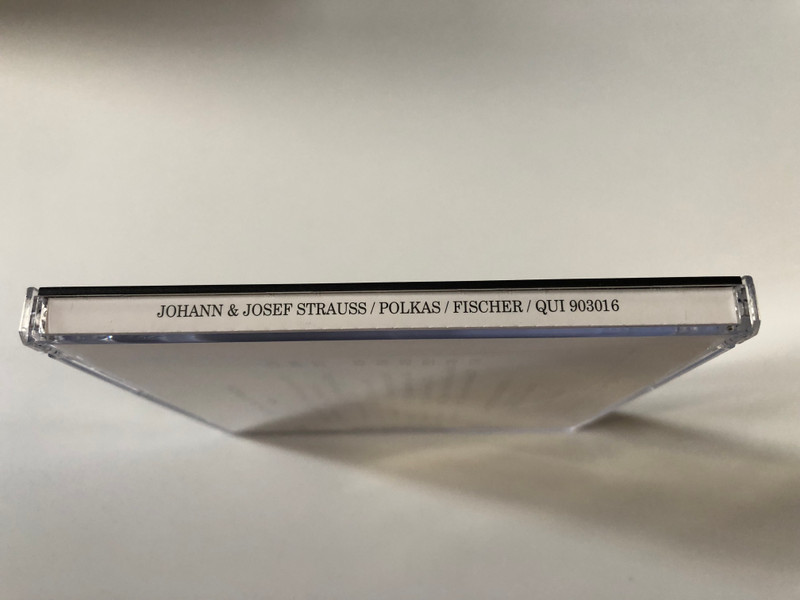 JOHANN & JOSEF STRAUSS / POLKAS / FISCHER / QUI 903016